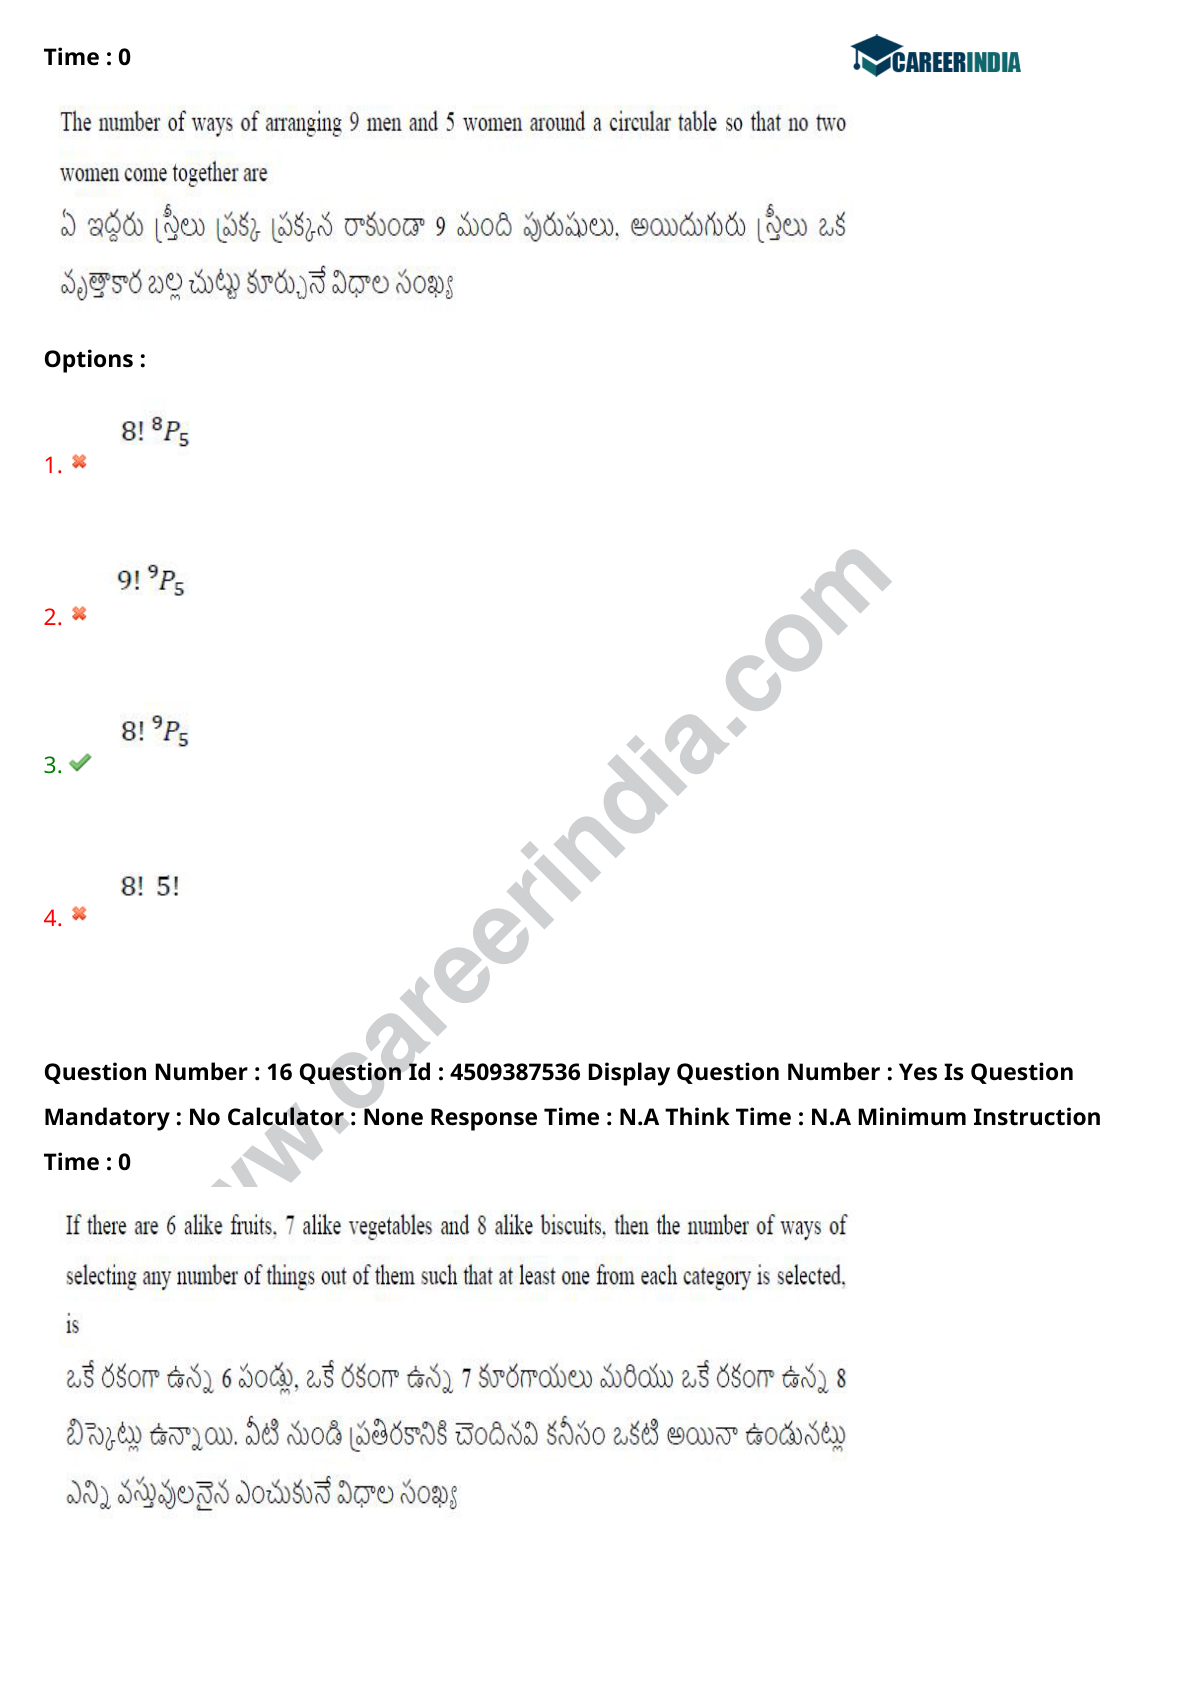 Time : 0
CAREERINDIA
The number of ways of arranging 9 men and 5 women around a circular table so that no two
women come together are
ఏ ఇద్దరు స్త్రీలు ప్రక్క ప్రక్కన రాకుండా 9 మంది పురుషులు, అయిదుగురు స్త్రీలు ఒక
వృత్తాకార బల్ల చుట్టు కూర్చునే విధాల సంఖ్య
Options :
8! ⁸P₅
1.
9! ⁹P₅
2.
8! ⁹P₅
3.
8! 5!
4.
www.careerindia.com
Question Number : 16 Question Id : 4509387536 Display Question Number : Yes Is Question
Mandatory : No Calculator : None Response Time : N.A Think Time : N.A Minimum Instruction
Time : 0
If there are 6 alike fruits, 7 alike vegetables and 8 alike biscuits, then the number of ways of
selecting any number of things out of them such that at least one from each category is selected,
is
ఒకే రకంగా ఉన్న 6 పండ్లు, ఒకే రకంగా ఉన్న 7 కూరగాయలు మరియు ఒకే రకంగా ఉన్న 8
బిస్కెట్లు ఉన్నాయి. వీటి నుండి ప్రతిరకానికి చెందినవి కనీసం ఒకటి అయినా ఉండునట్లు
ఎన్ని వస్తువులనైన ఎంచుకునే విధాల సంఖ్య